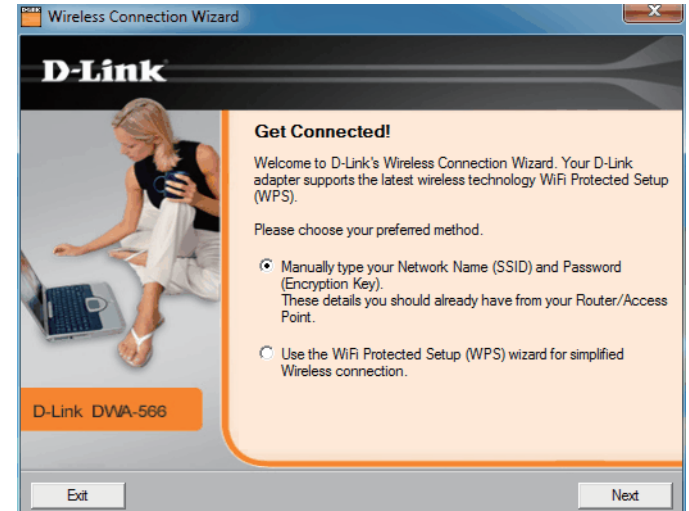 Wireless Connection Wizard
D-Link
Get Connected!
Welcome to D-Link's Wireless Connection Wizard. Your D-Link
adapter supports the latest wireless technology WiFi Protected Setup
(WPS).
Please choose your preferred method.
Manually type your Network Name (SSID) and Password
(Encryption Key).
These details you should already have from your Router/Access
Point.
Use the WiFi Protected Setup (WPS) wizard for simplified
Wireless connection.
D-Link DWA-566
Exit
Next